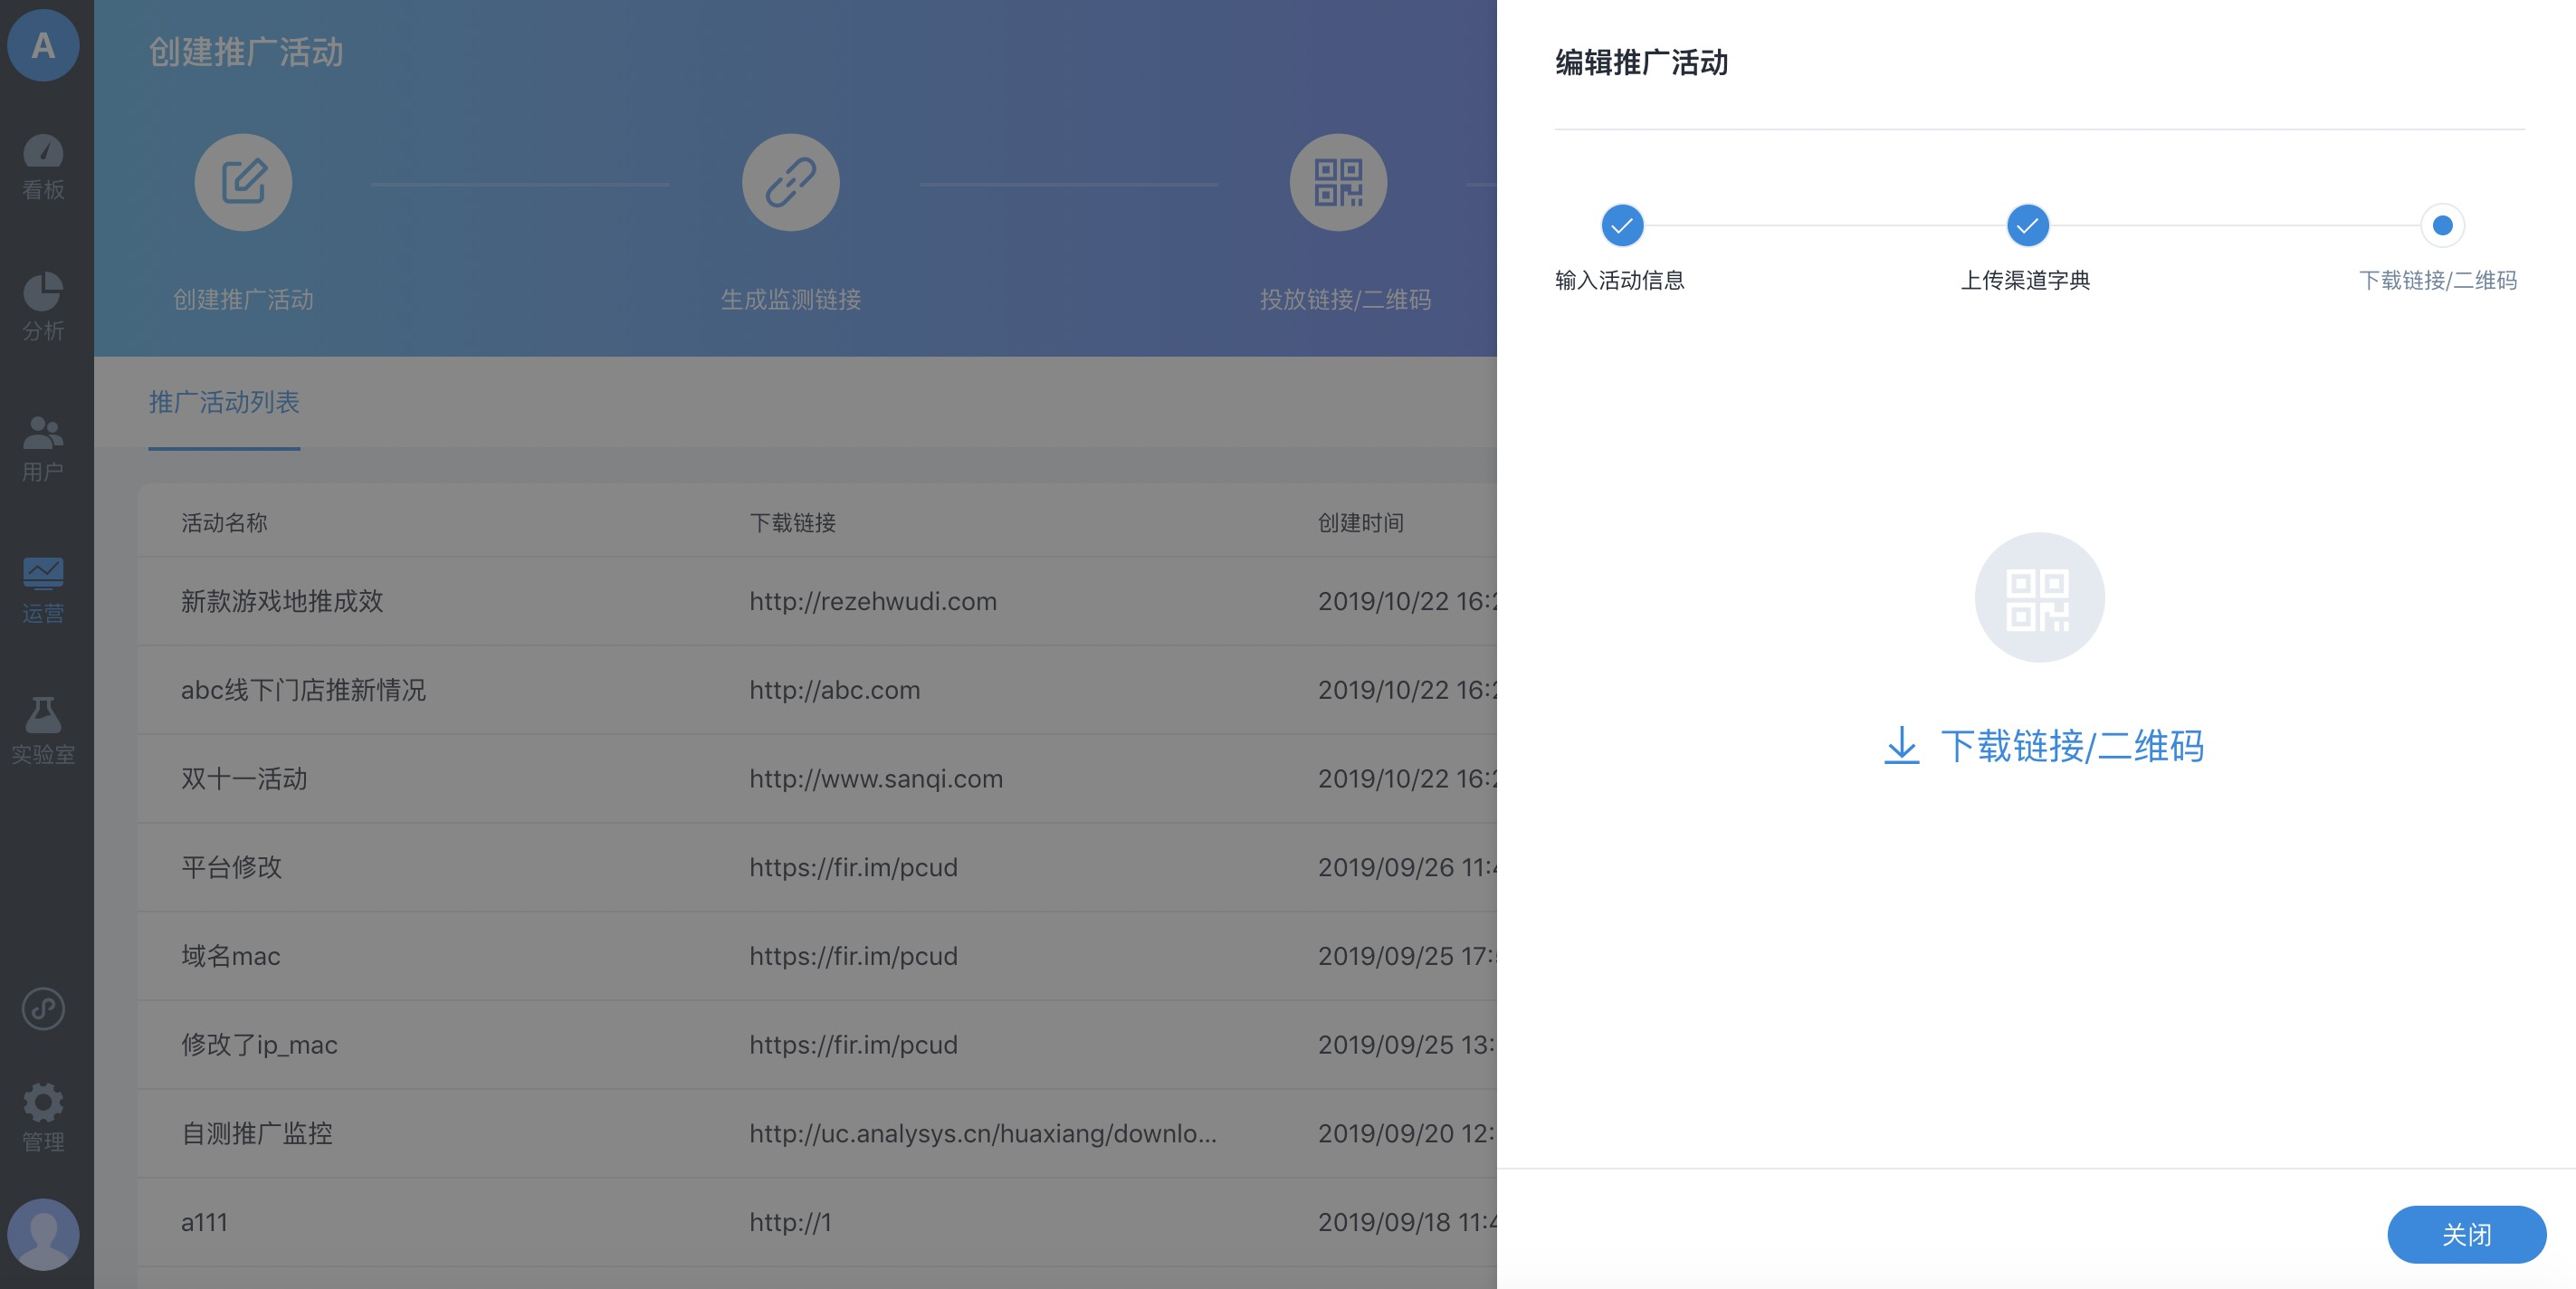 A
看板
分析
用户
运营
实验室
管理
创建推广活动
创建推广活动
生成监测链接
投放链接/二维码
推广活动列表
活动名称 下载链接 创建时间
新款游戏地推成效 http://rezehwudi.com 2019/10/22 16:2
abc线下门店推新情况 http://abc.com 2019/10/22 16:2
双十一活动 http://www.sanqi.com 2019/10/22 16:2
平台修改 https://fir.im/pcud 2019/09/26 11:4
域名mac https://fir.im/pcud 2019/09/25 17:
修改了ip_mac https://fir.im/pcud 2019/09/25 13:
自测推广监控 http://uc.analysys.cn/huaxiang/downlo... 2019/09/20 12:
a111 http://1 2019/09/18 11:4
编辑推广活动
输入活动信息
上传渠道字典
下载链接/二维码
下载链接/二维码
关闭